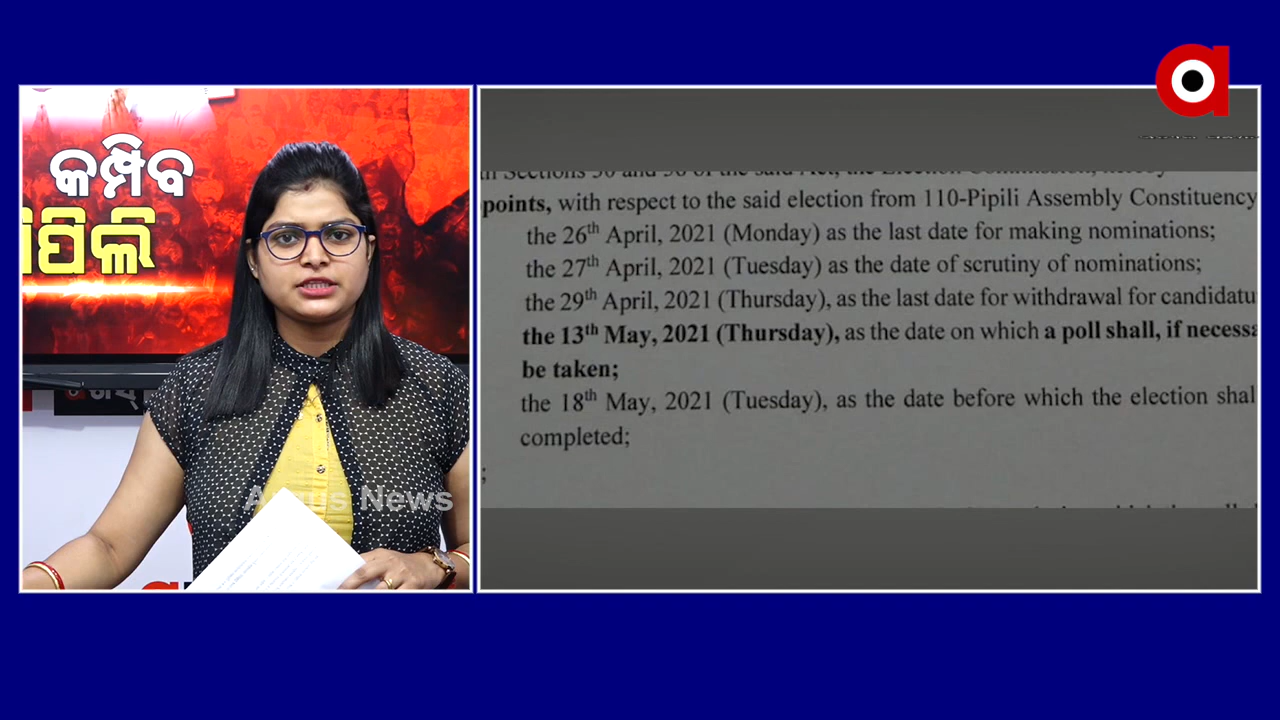 କମ୍ପିବ
ପିପିଲି
Argus News
points, with respect to the said election from 110-Pipili Assembly Constituency
the 26th April, 2021 (Monday) as the last date for making nominations;
the 27th April, 2021 (Tuesday) as the date of scrutiny of nominations;
the 29th April, 2021 (Thursday), as the last date for withdrawal for candidatu
the 13th May, 2021 (Thursday), as the date on which a poll shall, if necessa
be taken;
the 18th May, 2021 (Tuesday), as the date before which the election shal
completed;
;